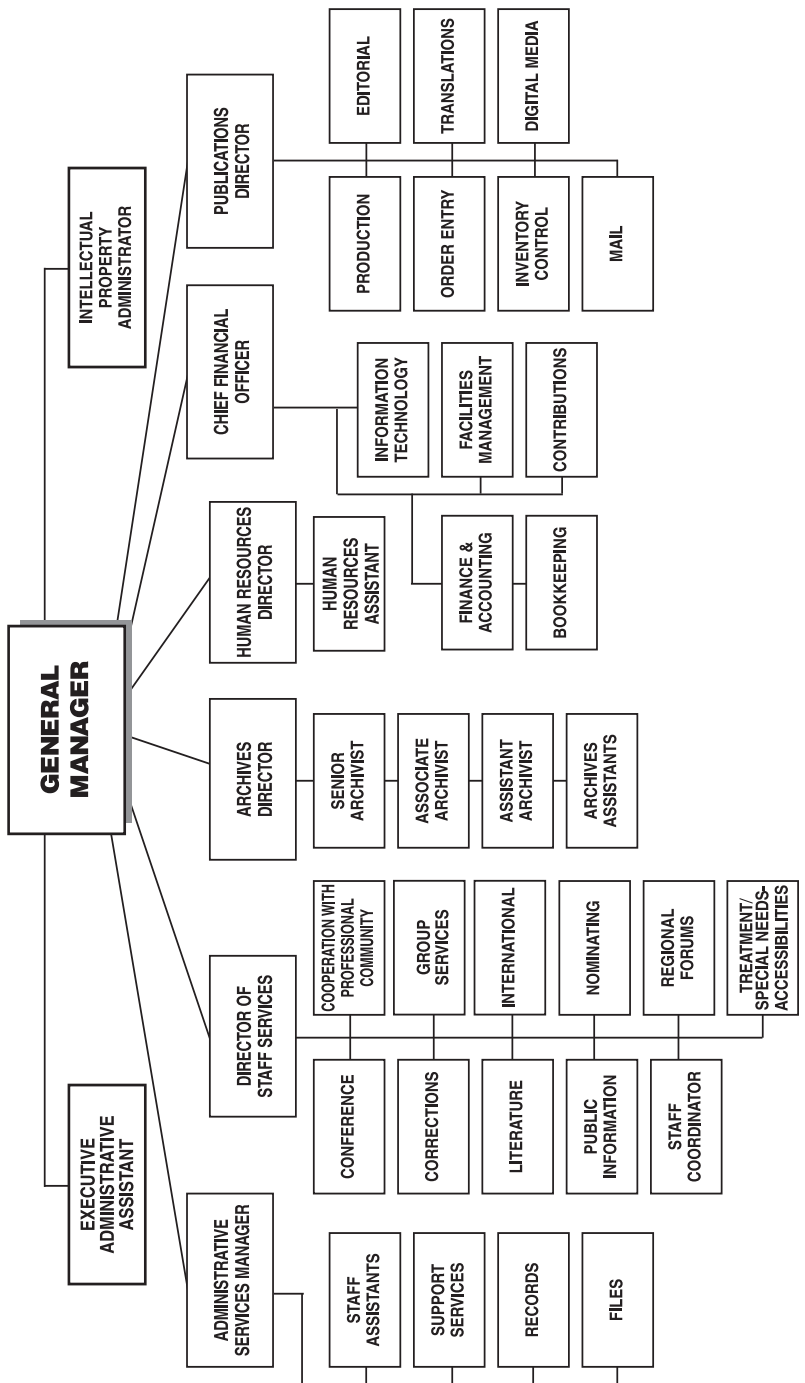 GENERAL
MANAGER
EXECUTIVE
ADMINISTRATIVE
ASSISTANT
INTELLECTUAL
PROPERTY
ADMINISTRATOR
ADMINISTRATIVE
SERVICES MANAGER
STAFF
ASSISTANTS
SUPPORT
SERVICES
RECORDS
FILES
DIRECTOR OF
STAFF SERVICES
CONFERENCE
COOPERATION WITH
PROFESSIONAL
COMMUNITY
CORRECTIONS
GROUP
SERVICES
LITERATURE
INTERNATIONAL
PUBLIC
INFORMATION
NOMINATING
STAFF
COORDINATOR
REGIONAL
FORUMS
TREATMENT/
SPECIAL NEEDS-
ACCESSIBILITIES
ARCHIVES
DIRECTOR
SENIOR
ARCHIVIST
ASSOCIATE
ARCHIVIST
ASSISTANT
ARCHIVIST
ARCHIVES
ASSISTANTS
HUMAN RESOURCES
DIRECTOR
HUMAN
RESOURCES
ASSISTANT
CHIEF FINANCIAL
OFFICER
INFORMATION
TECHNOLOGY
FINANCE &
ACCOUNTING
FACILITIES
MANAGEMENT
BOOKKEEPING
CONTRIBUTIONS
PUBLICATIONS
DIRECTOR
PRODUCTION
EDITORIAL
ORDER ENTRY
TRANSLATIONS
INVENTORY
CONTROL
DIGITAL MEDIA
MAIL